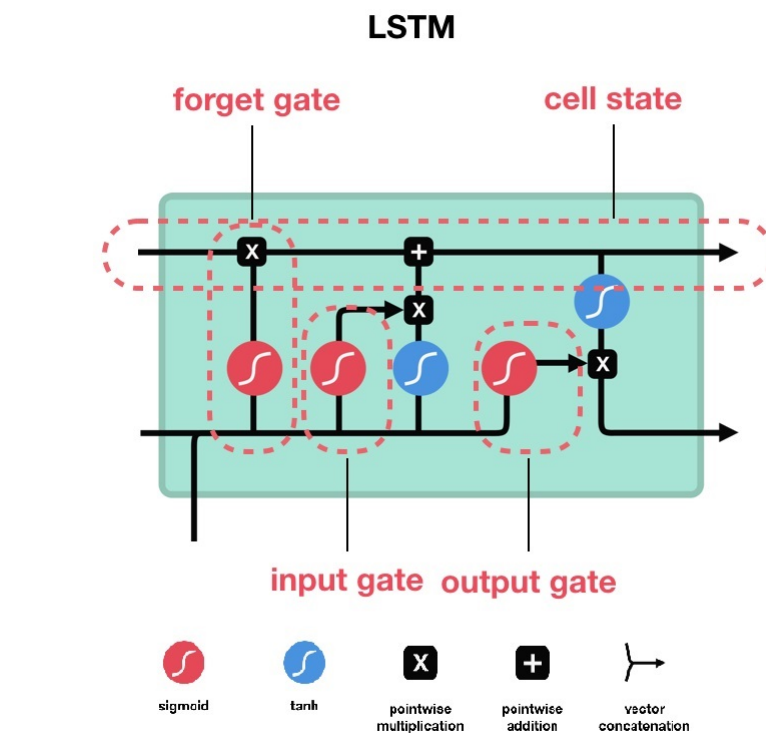 LSTM
forget gate
cell state
X
+
X
X
input gate
output gate
X
+
sigmoid
tanh
pointwise
multiplication
pointwise
addition
vector
concatenation